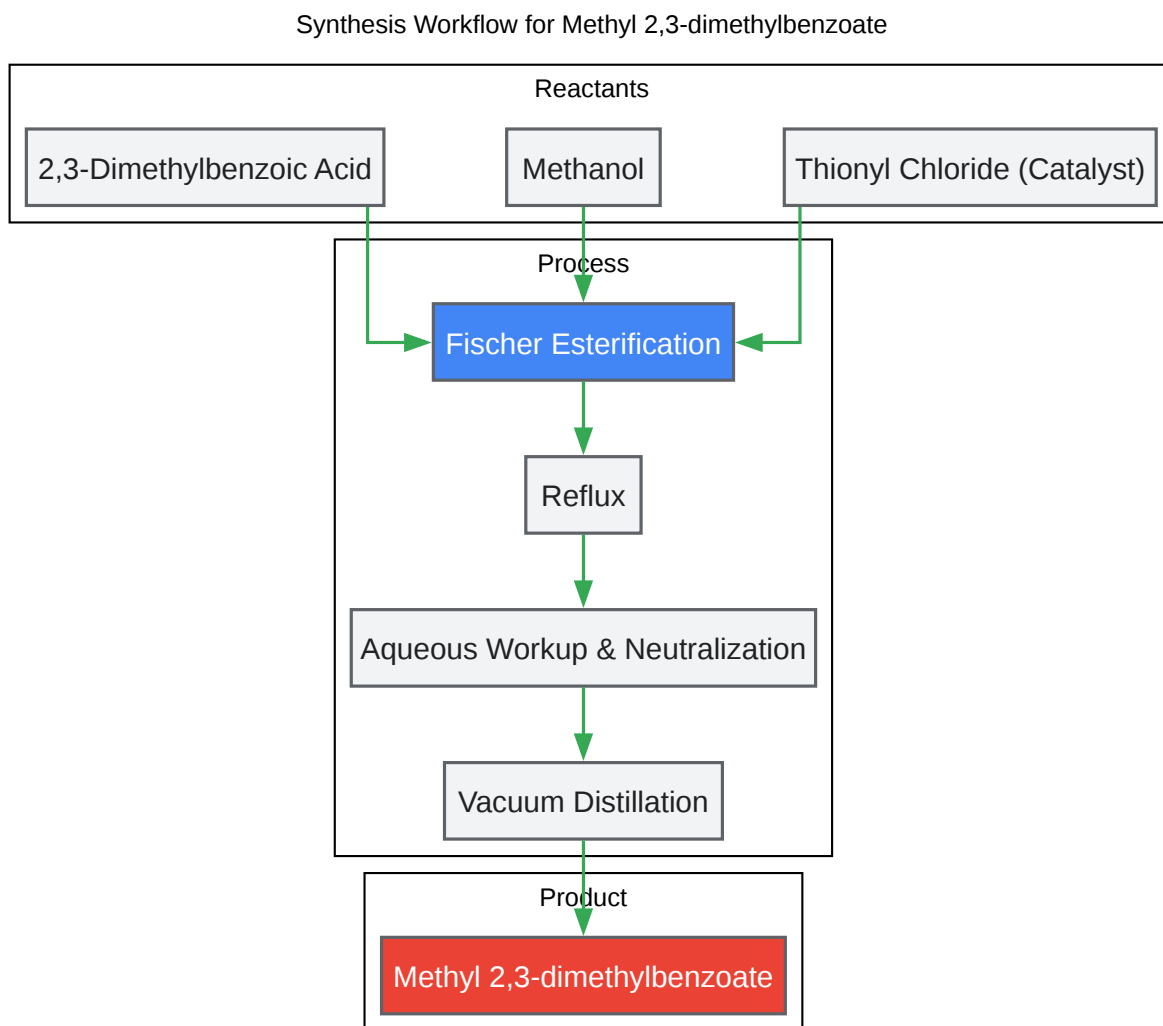 Synthesis Workflow for Methyl 2,3-dimethylbenzoate
Reactants
2,3-Dimethylbenzoic Acid
Methanol
Thionyl Chloride (Catalyst)
Process
Fischer Esterification
Reflux
Aqueous Workup & Neutralization
Vacuum Distillation
Product
Methyl 2,3-dimethylbenzoate